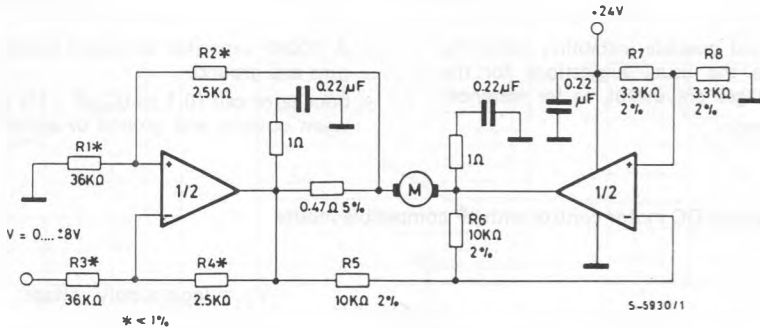 +24V
R2*
2.5KΩ
0.22μF
1Ω
R1*
36KΩ
+
1/2
−
0.47Ω 5%
M
0.22μF
1Ω
0.22
μF
R7
3.3KΩ
2%
R8
3.3KΩ
2%
+
1/2
−
R6
10KΩ
2%
V = 0....
R3*
36KΩ
R4*
2.5KΩ
R5
10KΩ 2%
* < 1%
S-5930/1